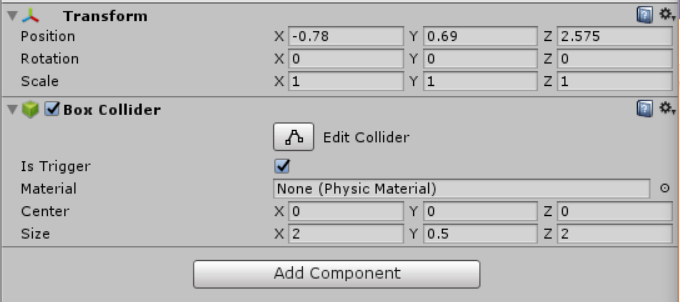 Transform
Position X -0.78 Y 0.69 Z 2.575
Rotation X 0 Y 0 Z 0
Scale X 1 Y 1 Z 1
Box Collider
Edit Collider
Is Trigger
Material None (Physic Material)
Center X 0 Y 0 Z 0
Size X 2 Y 0.5 Z 2
Add Component